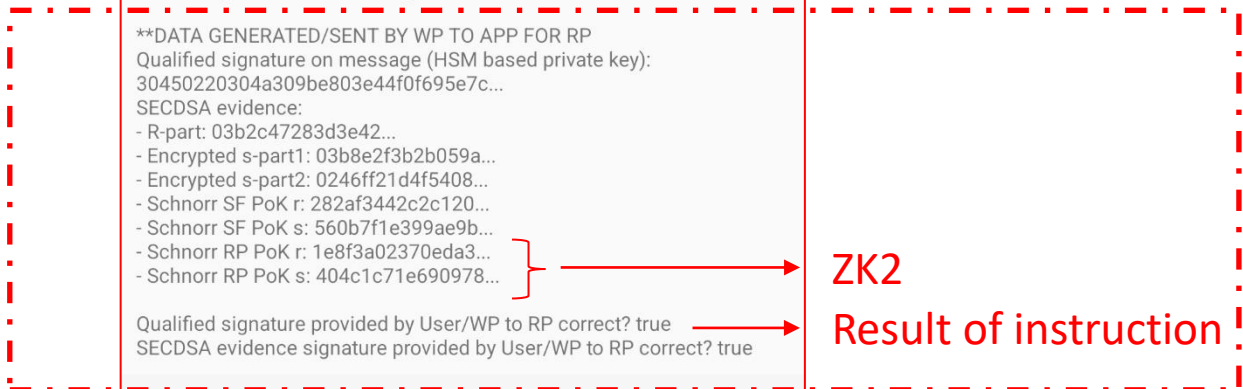 **DATA GENERATED/SENT BY WP TO APP FOR RP
Qualified signature on message (HSM based private key):
30450220304a309be803e44f0f695e7c...
SECDSA evidence:
- R-part: 03b2c47283d3e42...
- Encrypted s-part1: 03b8e2f3b2b059a...
- Encrypted s-part2: 0246ff21d4f5408...
- Schnorr SF PoK r: 282af3442c2c120...
- Schnorr SF PoK s: 560b7f1e399ae9b...
- Schnorr RP PoK r: 1e8f3a02370eda3...
- Schnorr RP PoK s: 404c1c71e690978...
ZK2
Qualified signature provided by User/WP to RP correct? true
Result of instruction
SECDSA evidence signature provided by User/WP to RP correct? true